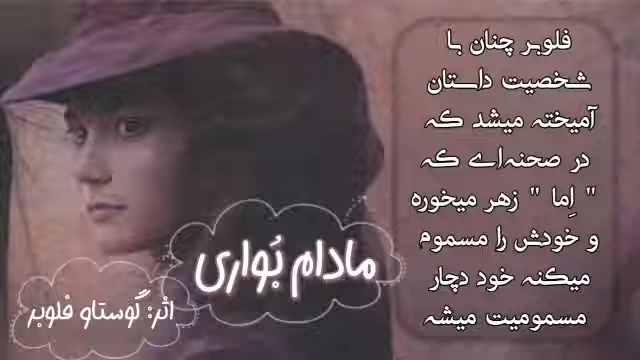 فلوبر چنان با
شخصیت داستان
آمیخته میشد که
در صحنه‌ای که
" اِما " زهر میخوره
و خودش را مسموم
میکنه خود دچار
مسمومیت میشه
مادام بُواری
اثر: گوستاو فلوبر